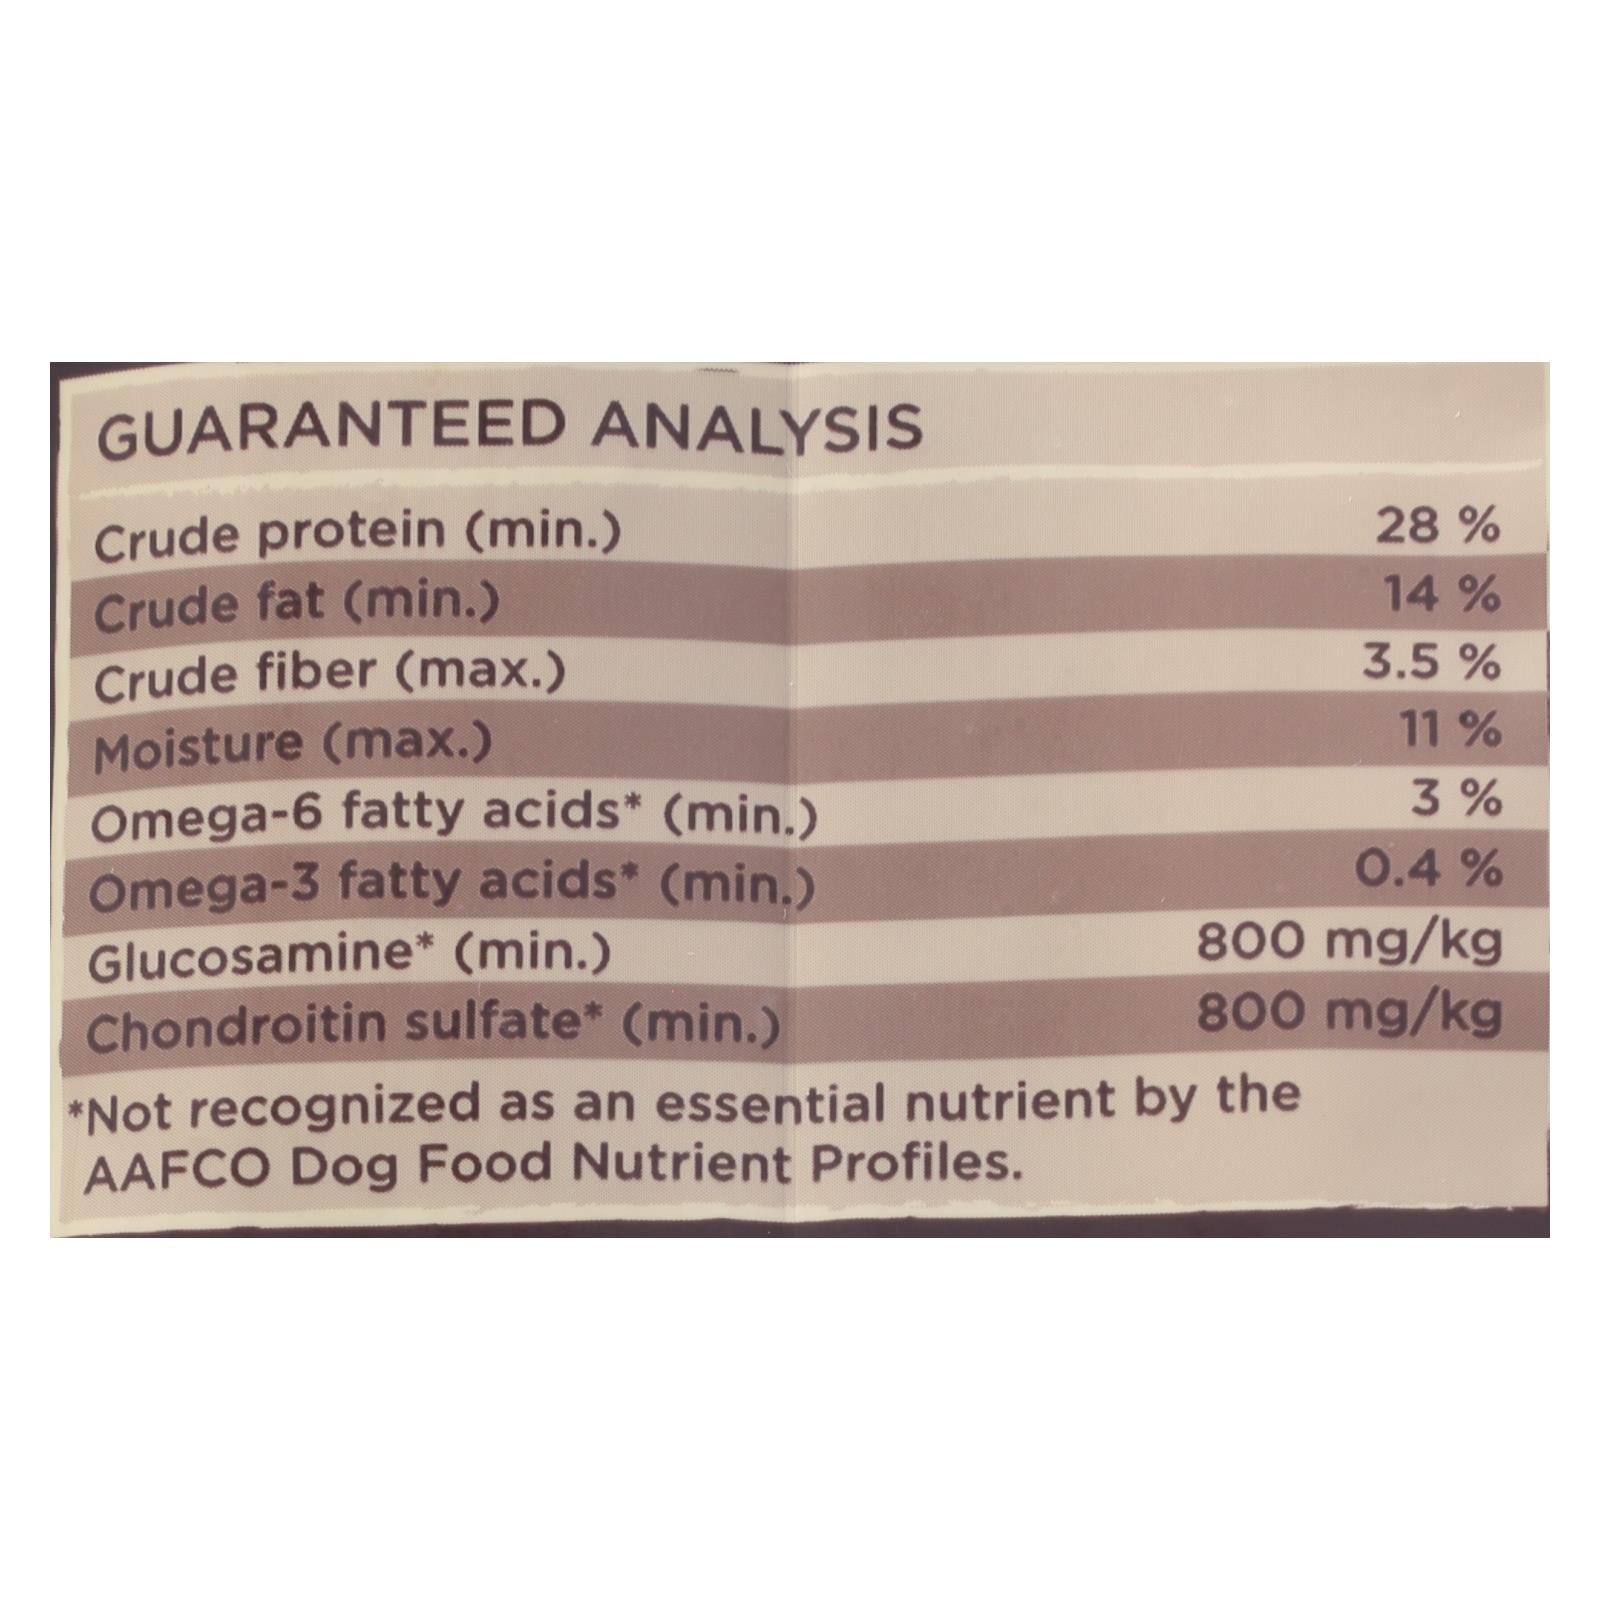 GUARANTEED ANALYSIS
Crude protein (min.) 28 %
Crude fat (min.) 14 %
Crude fiber (max.) 3.5 %
Moisture (max.) 11 %
Omega-6 fatty acids* (min.) 3 %
Omega-3 fatty acids* (min.) 0.4 %
Glucosamine* (min.) 800 mg/kg
Chondroitin sulfate* (min.) 800 mg/kg
*Not recognized as an essential nutrient by the
AAFCO Dog Food Nutrient Profiles.